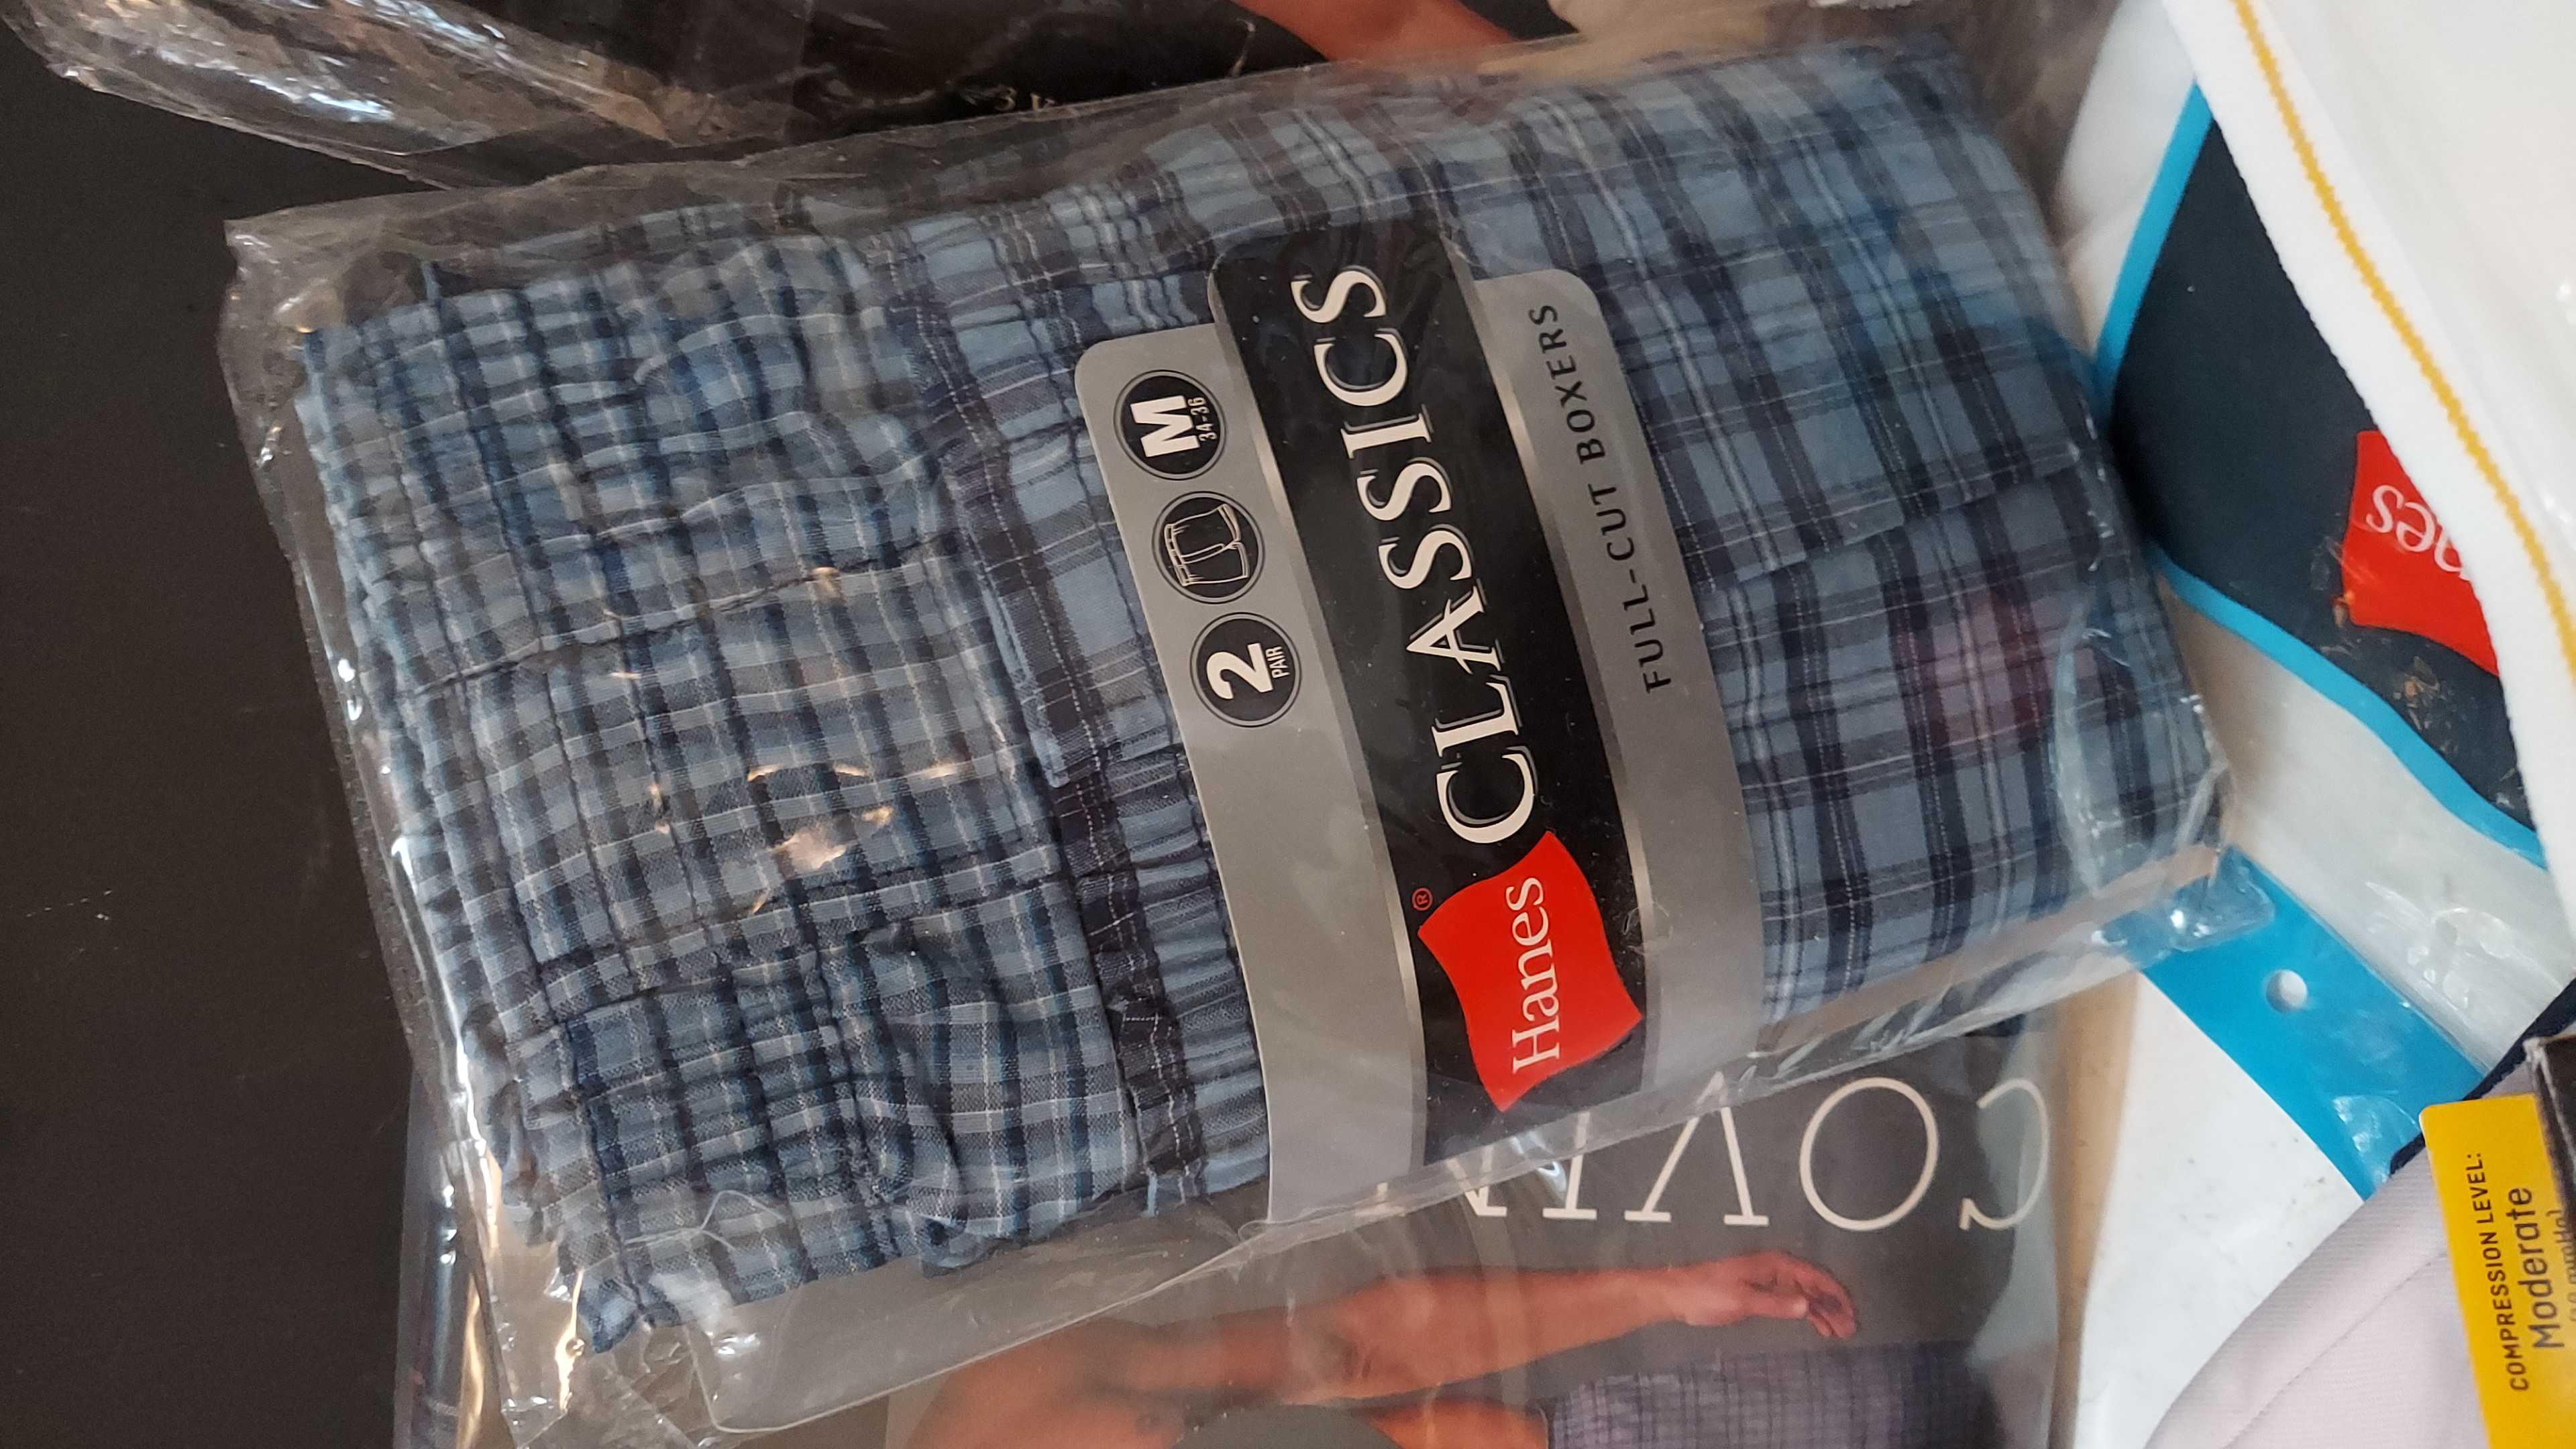 Hanes®
CLASSICS
FULL-CUT BOXERS
2
PAIR
M
34-36
COMPRESSION LEVEL:
Moderate